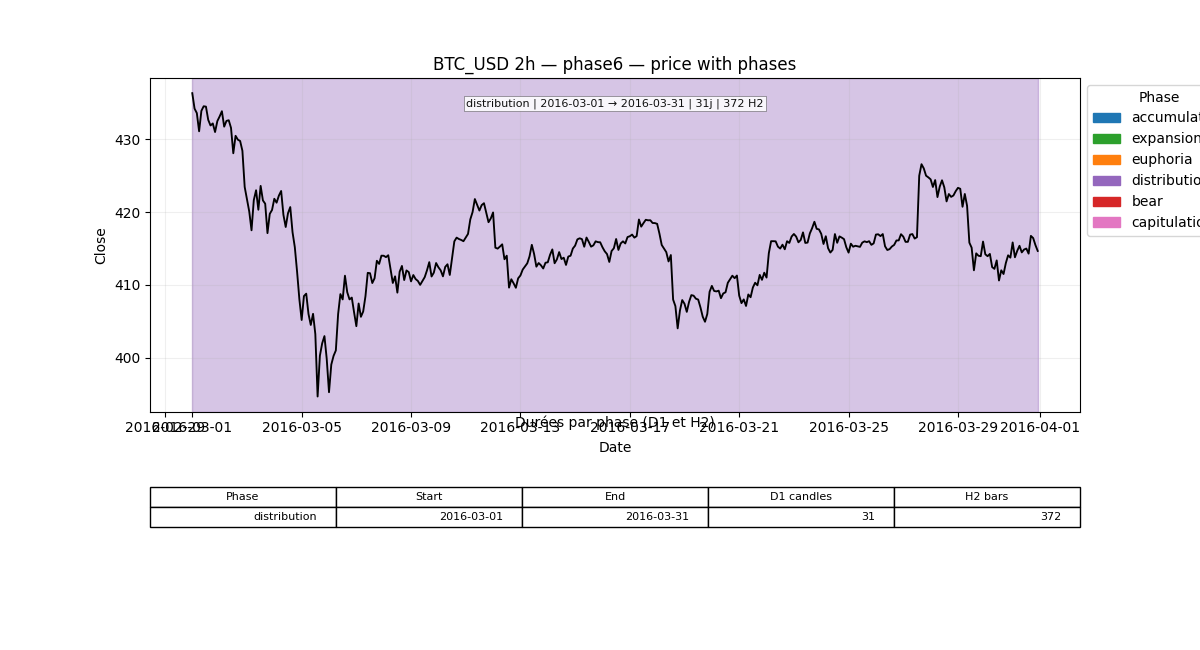 BTC_USD 2h — phase6 — price with phases
distribution | 2016-03-01 → 2016-03-31 | 31j | 372 H2
Phase
accumulat
expansion
euphoria
distributio
bear
capitulatic
Close
430
420
410
400
2016-02-29 2016-03-01 2016-03-05 2016-03-09 2016-03-13 2016-03-17 2016-03-21 2016-03-25 2016-03-29 2016-04-01
Durées par phase (D1 et H2)
Date
Phase Start End D1 candles H2 bars
distribution 2016-03-01 2016-03-31 31 372